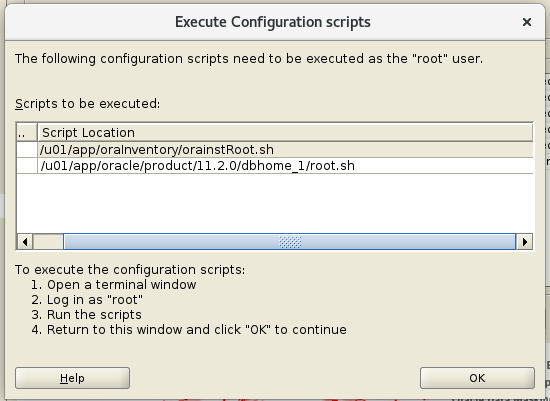 Execute Configuration scripts
The following configuration scripts need to be executed as the "root" user.
Scripts to be executed:
.. Script Location
/u01/app/oraInventory/orainstRoot.sh
/u01/app/oracle/product/11.2.0/dbhome_1/root.sh
To execute the configuration scripts:
1. Open a terminal window
2. Log in as "root"
3. Run the scripts
4. Return to this window and click "OK" to continue
Help
OK